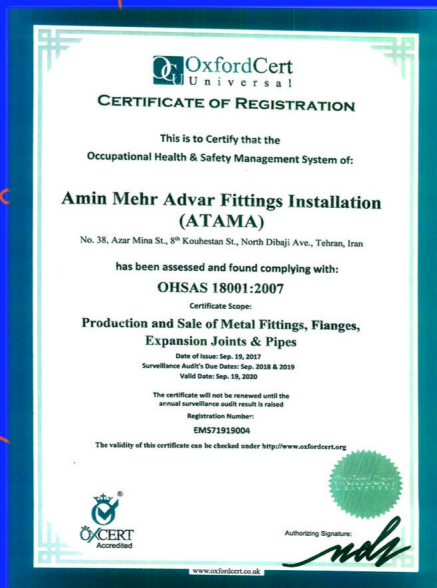 OxfordCert
Universal
CERTIFICATE OF REGISTRATION
This is to Certify that the
Occupational Health & Safety Management System of:
Amin Mehr Advar Fittings Installation
(ATAMA)
No. 38, Azar Mina St., 8th Kouhestan St., North Dibaji Ave., Tehran, Iran
has been assessed and found complying with:
OHSAS 18001:2007
Certificate Scope:
Production and Sale of Metal Fittings, Flanges,
Expansion Joints & Pipes
Date of Issue: Sep. 19, 2017
Surveillance Audit's Due Dates: Sep. 2018 & 2019
Valid Date: Sep. 19, 2020
The certificate will not be renewed until the
annual surveillance audit result is raised
Registration Number:
EMS71919004
The validity of this certificate can be checked under http://www.oxfordcert.org
OXCERT
Accredited
Authorizing Signature:
www.oxfordcert.co.uk